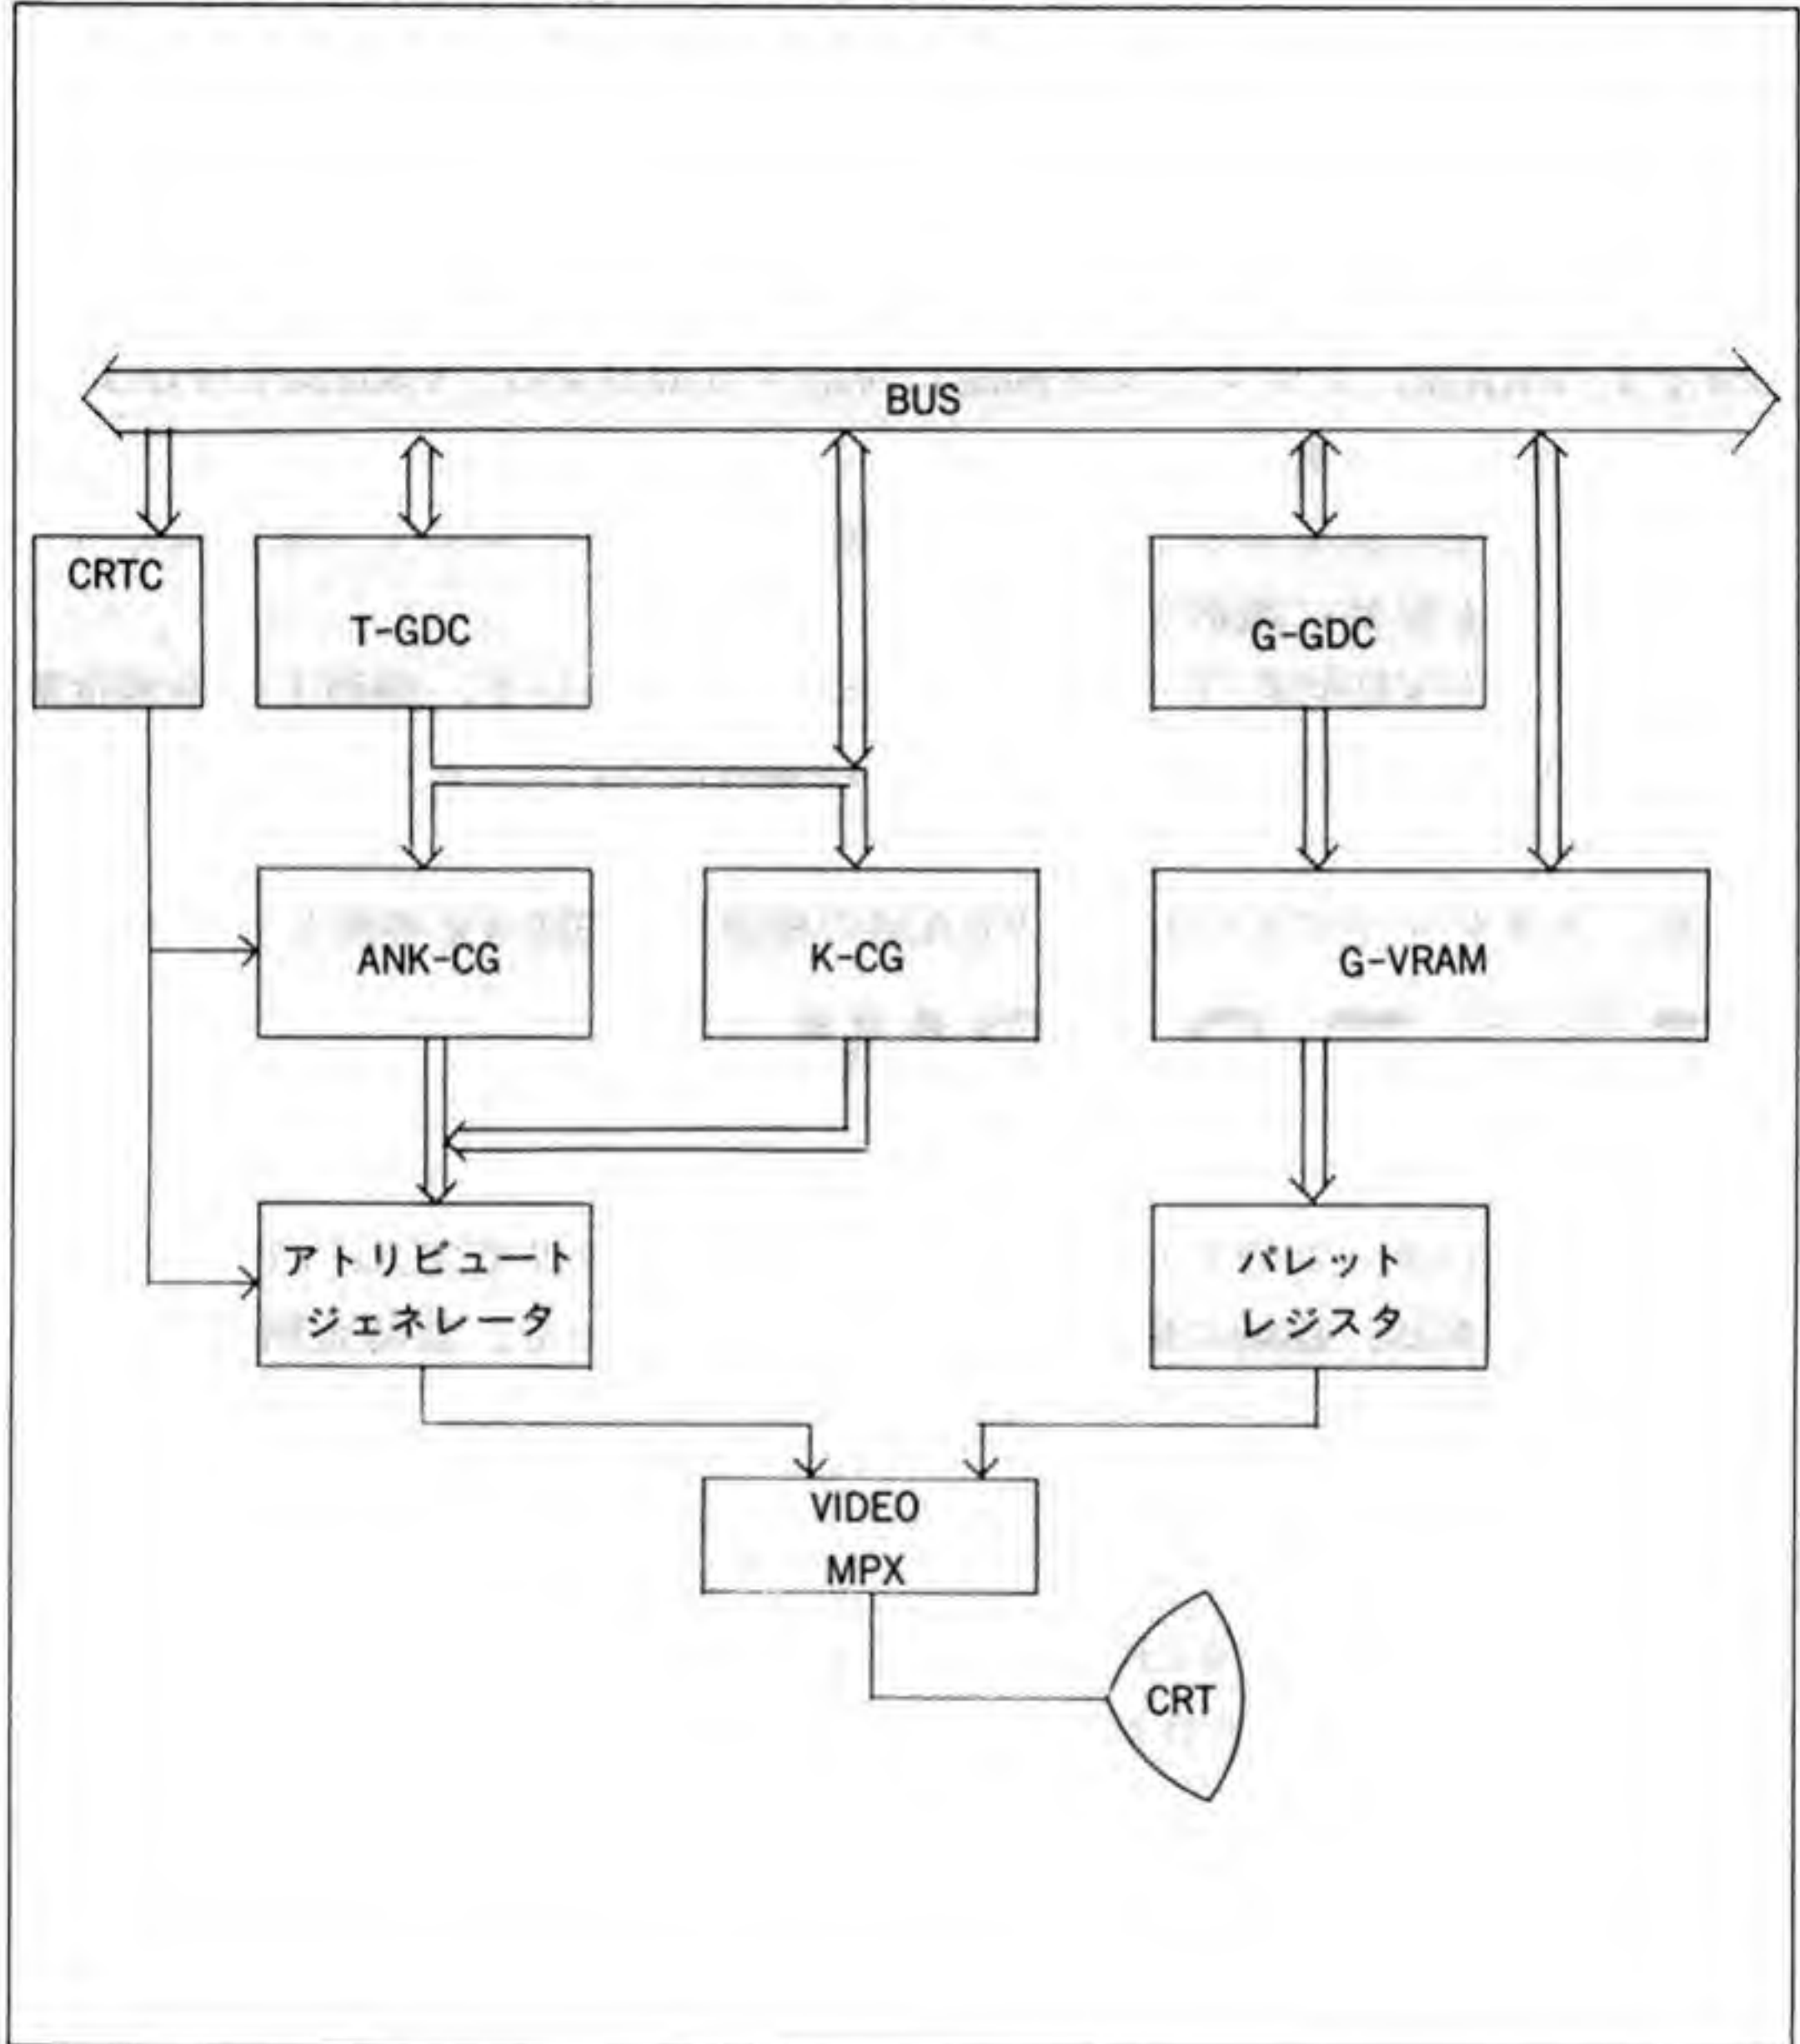 BUS
CRTC
T-GDC
G-GDC
ANK-CG
K-CG
G-VRAM
アトリビュート
ジェネレータ
パレット
レジスタ
VIDEO
MPX
CRT